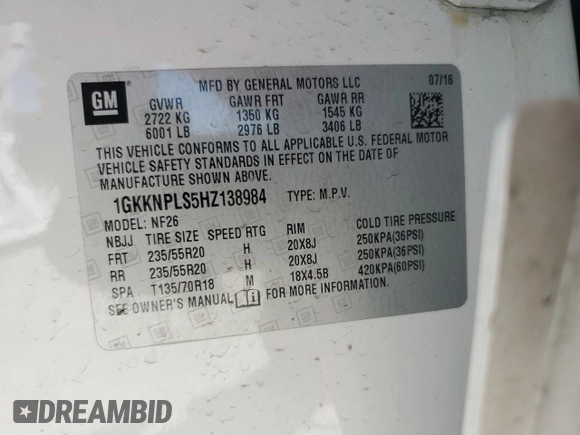 GM
MFD BY GENERAL MOTORS LLC 07/16
GVWR GAWR FRT GAWR RR
2722 KG 1350 KG 1545 KG
6001 LB 2976 LB 3406 LB
THIS VEHICLE CONFORMS TO ALL APPLICABLE U.S. FEDERAL MOTOR
VEHICLE SAFETY STANDARDS IN EFFECT ON THE DATE OF
MANUFACTURE SHOWN ABOVE.
1GKKNPLS5HZ138984 TYPE: M.P.V.
MODEL: NF26
NBJJ TIRE SIZE SPEED RTG RIM COLD TIRE PRESSURE
FRT 235/55R20 H 20X8J 250KPA(36PSI)
RR 235/55R20 H 20X8J 250KPA(36PSI)
SPA T135/70R18 M 18X4.5B 420KPA(60PSI)
SEE OWNER'S MANUAL FOR MORE INFORMATION.
DREAMBID